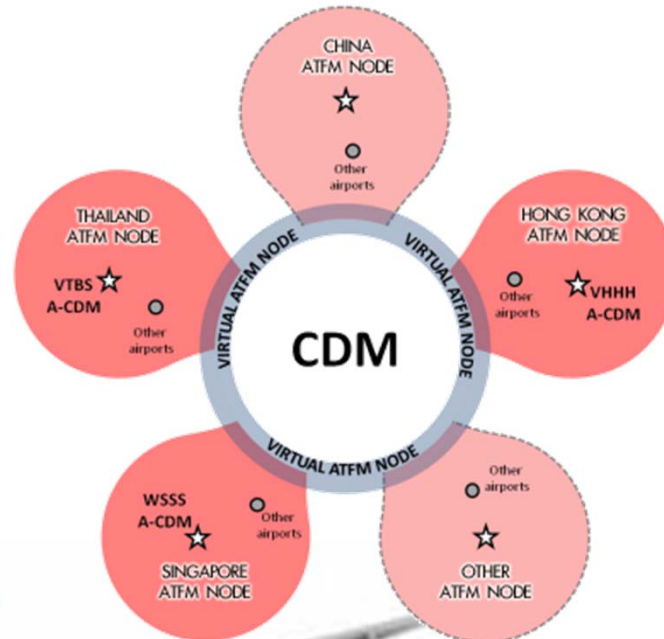 CHINA
ATFM NODE
Other
airports
THAILAND
ATFM NODE
VTBS
A-CDM
Other
airports
HONG KONG
ATFM NODE
Other
airports
VHHH
A-CDM
VIRTUAL ATFM NODE
VIRTUAL ATFM NODE
CDM
VIRTUAL ATFM NODE
WSSS
A-CDM
Other
airports
SINGAPORE
ATFM NODE
Other
airports
OTHER
ATFM NODE